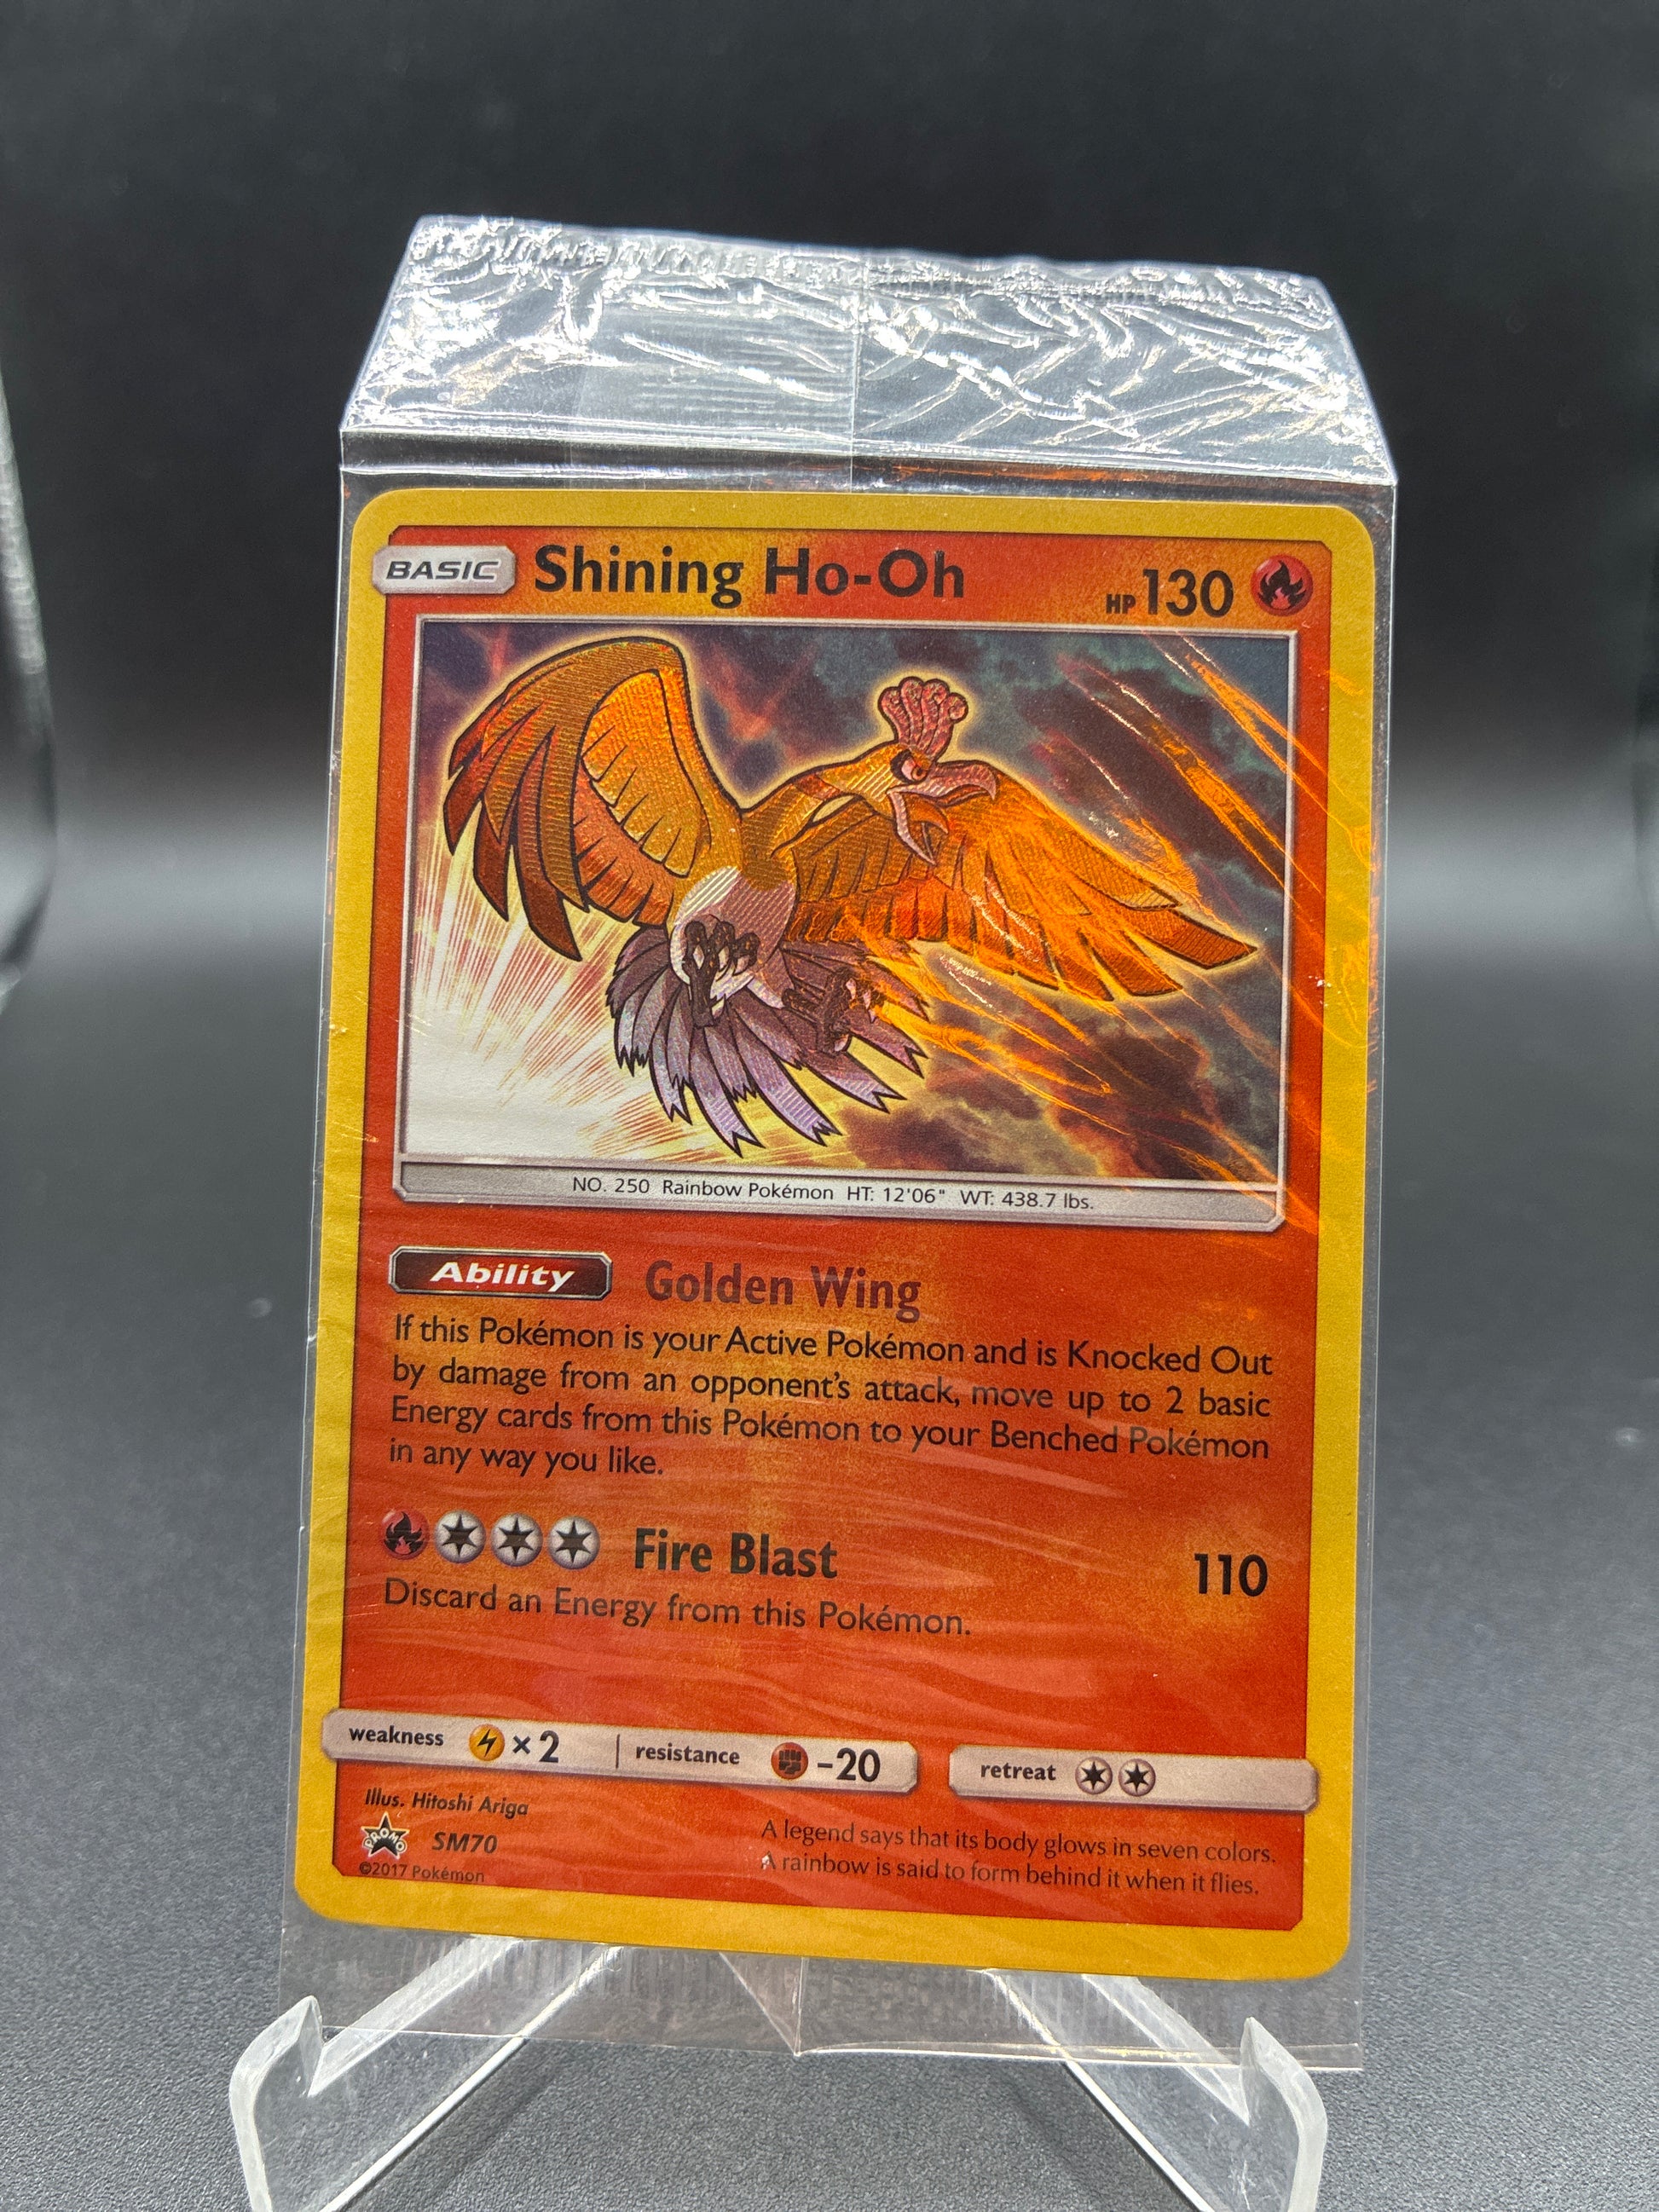 BASIC Shining Ho-Oh HP 130
NO. 250 Rainbow Pokémon HT: 12'06" WT: 438.7 lbs.
Ability Golden Wing
If this Pokémon is your Active Pokémon and is Knocked Out
by damage from an opponent's attack, move up to 2 basic
Energy cards from this Pokémon to your Benched Pokémon
in any way you like.
Fire Blast 110
Discard an Energy from this Pokémon.
weakness ×2 resistance -20 retreat
Illus. Hitoshi Ariga
PROMO SM70
©2017 Pokémon
A legend says that its body glows in seven colors.
A rainbow is said to form behind it when it flies.